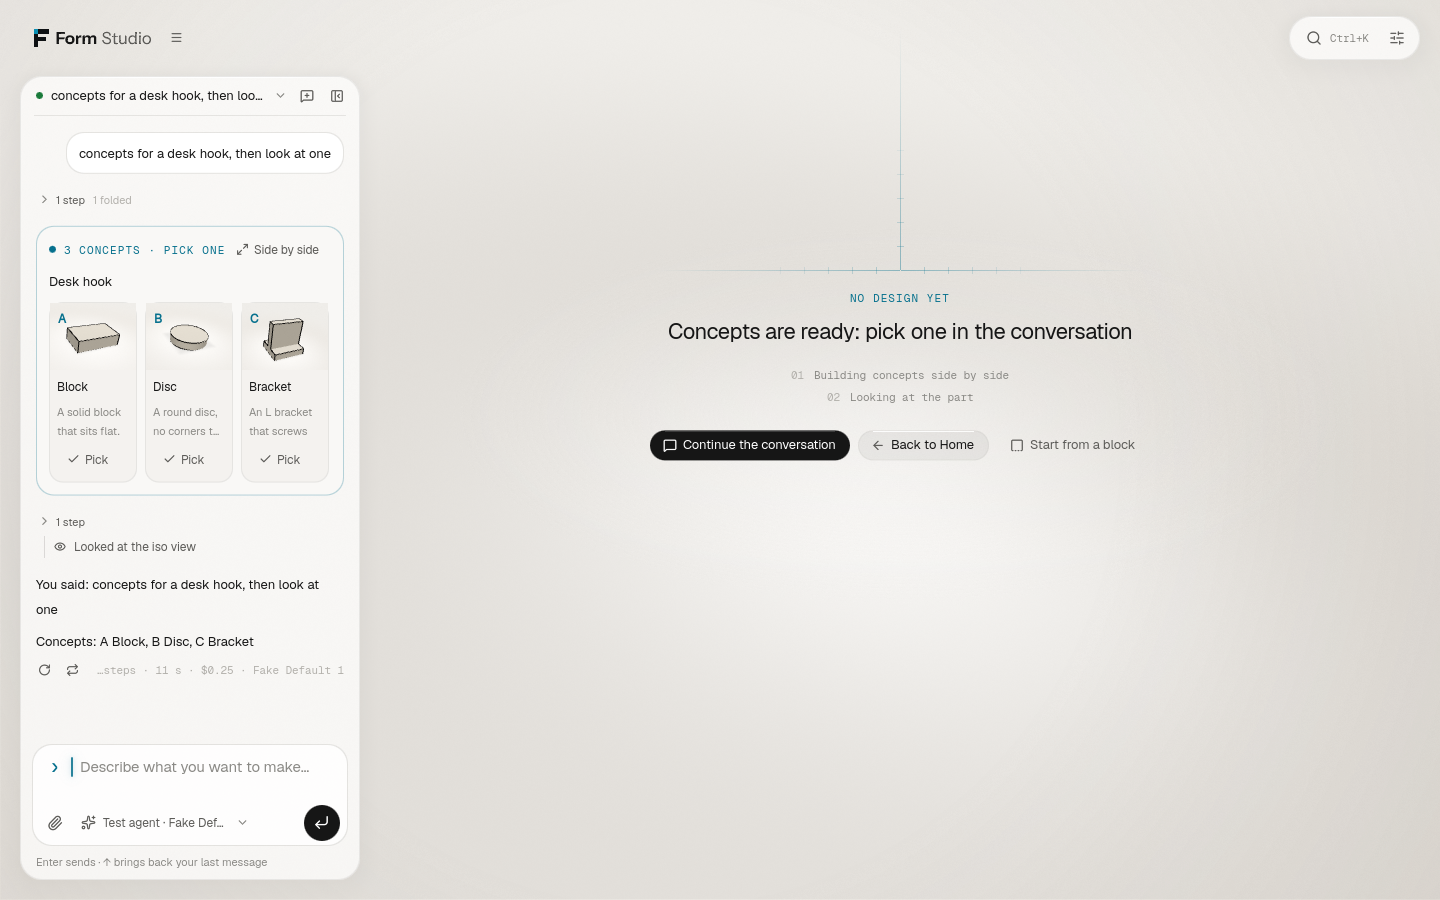 Form Studio
Ctrl+K
concepts for a desk hook, then loo...
concepts for a desk hook, then look at one
1 step 1 folded
3 CONCEPTS · PICK ONE Side by side
Desk hook
A B C
Block Disc Bracket
A solid block A round disc, An L bracket
that sits flat. no corners t... that screws
Pick Pick Pick
1 step
Looked at the iso view
You said: concepts for a desk hook, then look at
one
Concepts: A Block, B Disc, C Bracket
…steps · 11 s · $0.25 · Fake Default 1
Describe what you want to make...
Test agent · Fake Def...
Enter sends · ↑ brings back your last message
NO DESIGN YET
Concepts are ready: pick one in the conversation
01 Building concepts side by side
02 Looking at the part
Continue the conversation Back to Home Start from a block